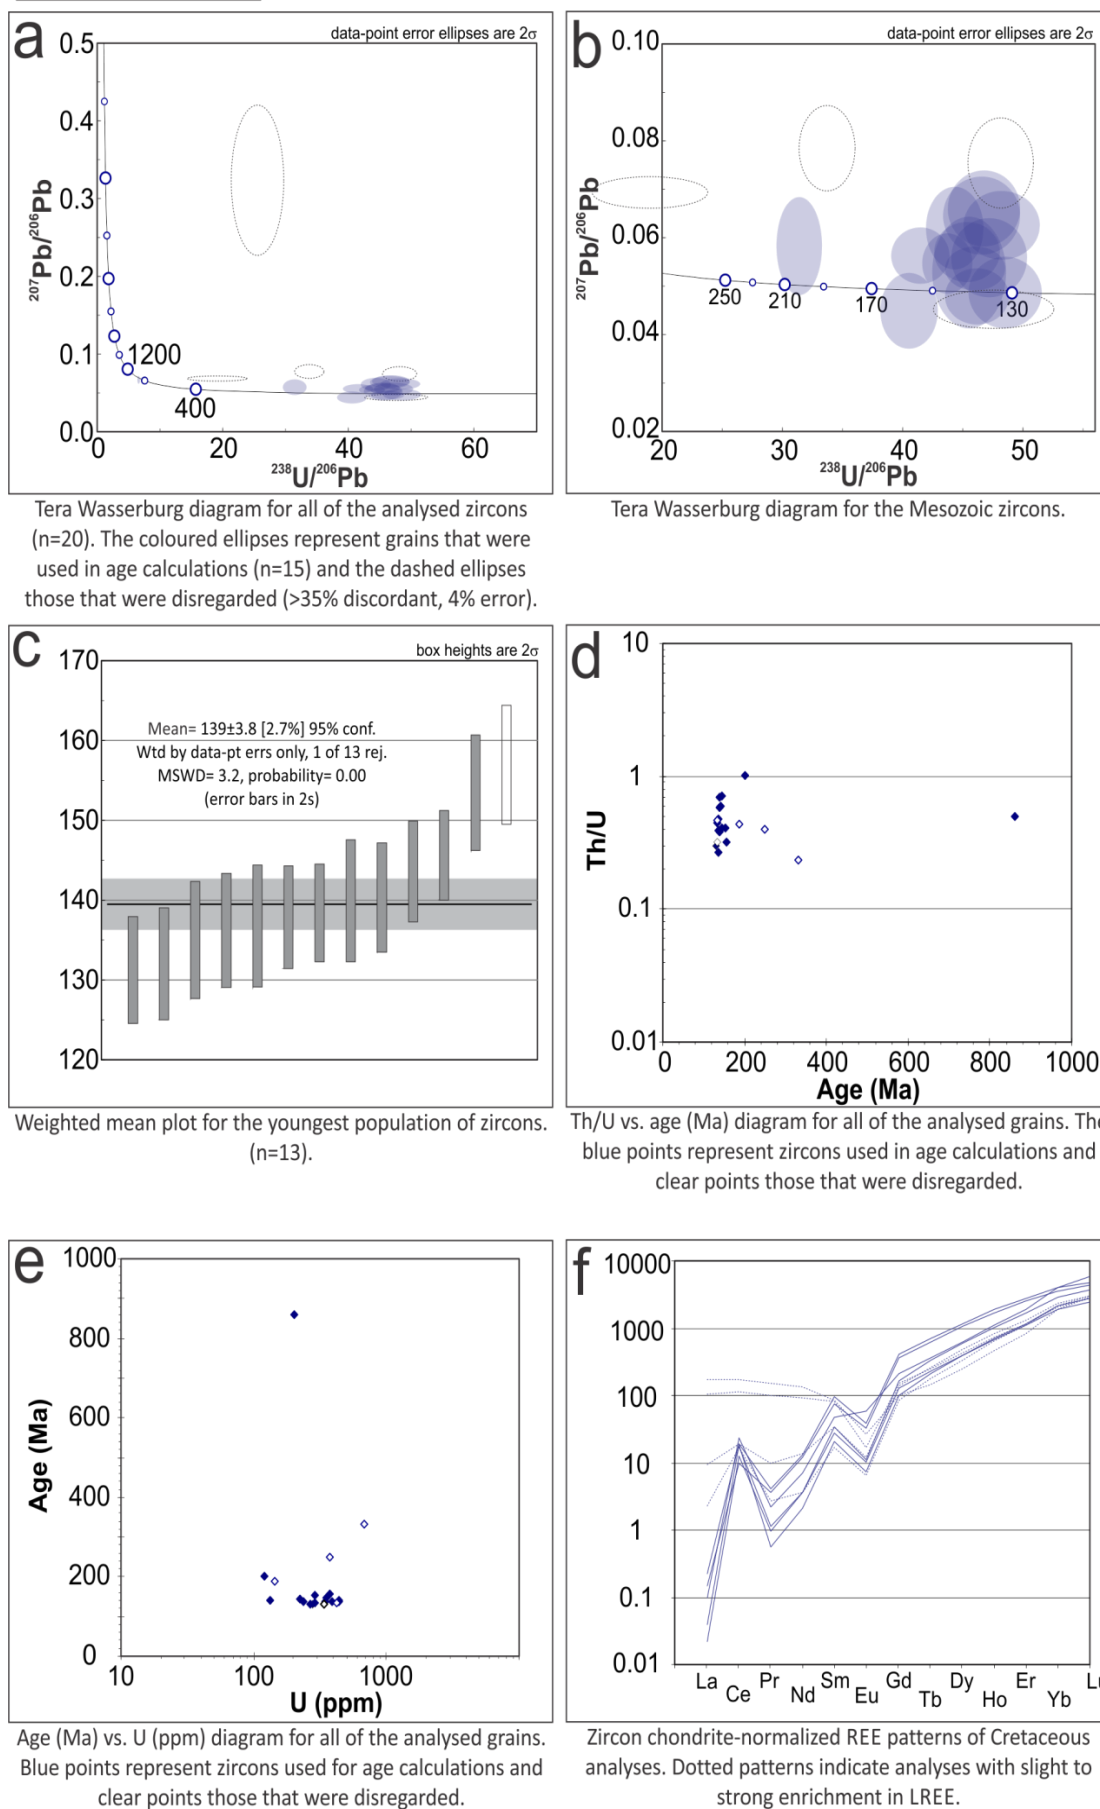 a
data-point error ellipses are 2σ
0.5
0.4
0.3
0.2
0.1
0.0
207Pb/206Pb
1200
400
0
20
40
60
238U/206Pb
Tera Wasserburg diagram for all of the analysed zircons
(n=20). The coloured ellipses represent grains that were
used in age calculations (n=15) and the dashed ellipses
those that were disregarded (>35% discordant, 4% error).
b
data-point error ellipses are 2σ
0.10
0.08
0.06
0.04
0.02
207Pb/206Pb
250
210
170
130
20
30
40
50
238U/206Pb
Tera Wasserburg diagram for the Mesozoic zircons.
c
box heights are 2σ
170
160
150
140
130
120
Mean= 139±3.8 [2.7%] 95% conf.
Wtd by data-pt errs only, 1 of 13 rej.
MSWD= 3.2, probability= 0.00
(error bars in 2s)
Weighted mean plot for the youngest population of zircons.
(n=13).
d
10
1
0.1
0.01
Th/U
0
200
400
600
800
1000
Age (Ma)
Th/U vs. age (Ma) diagram for all of the analysed grains. The
blue points represent zircons used in age calculations and
clear points those that were disregarded.
e
1000
800
600
400
200
0
Age (Ma)
10
100
1000
U (ppm)
Age (Ma) vs. U (ppm) diagram for all of the analysed grains.
Blue points represent zircons used for age calculations and
clear points those that were disregarded.
f
10000
1000
100
10
1
0.1
0.01
La
Ce
Pr
Nd
Sm
Eu
Gd
Tb
Dy
Ho
Er
Yb
Lu
Zircon chondrite-normalized REE patterns of Cretaceous
analyses. Dotted patterns indicate analyses with slight to
strong enrichment in LREE.